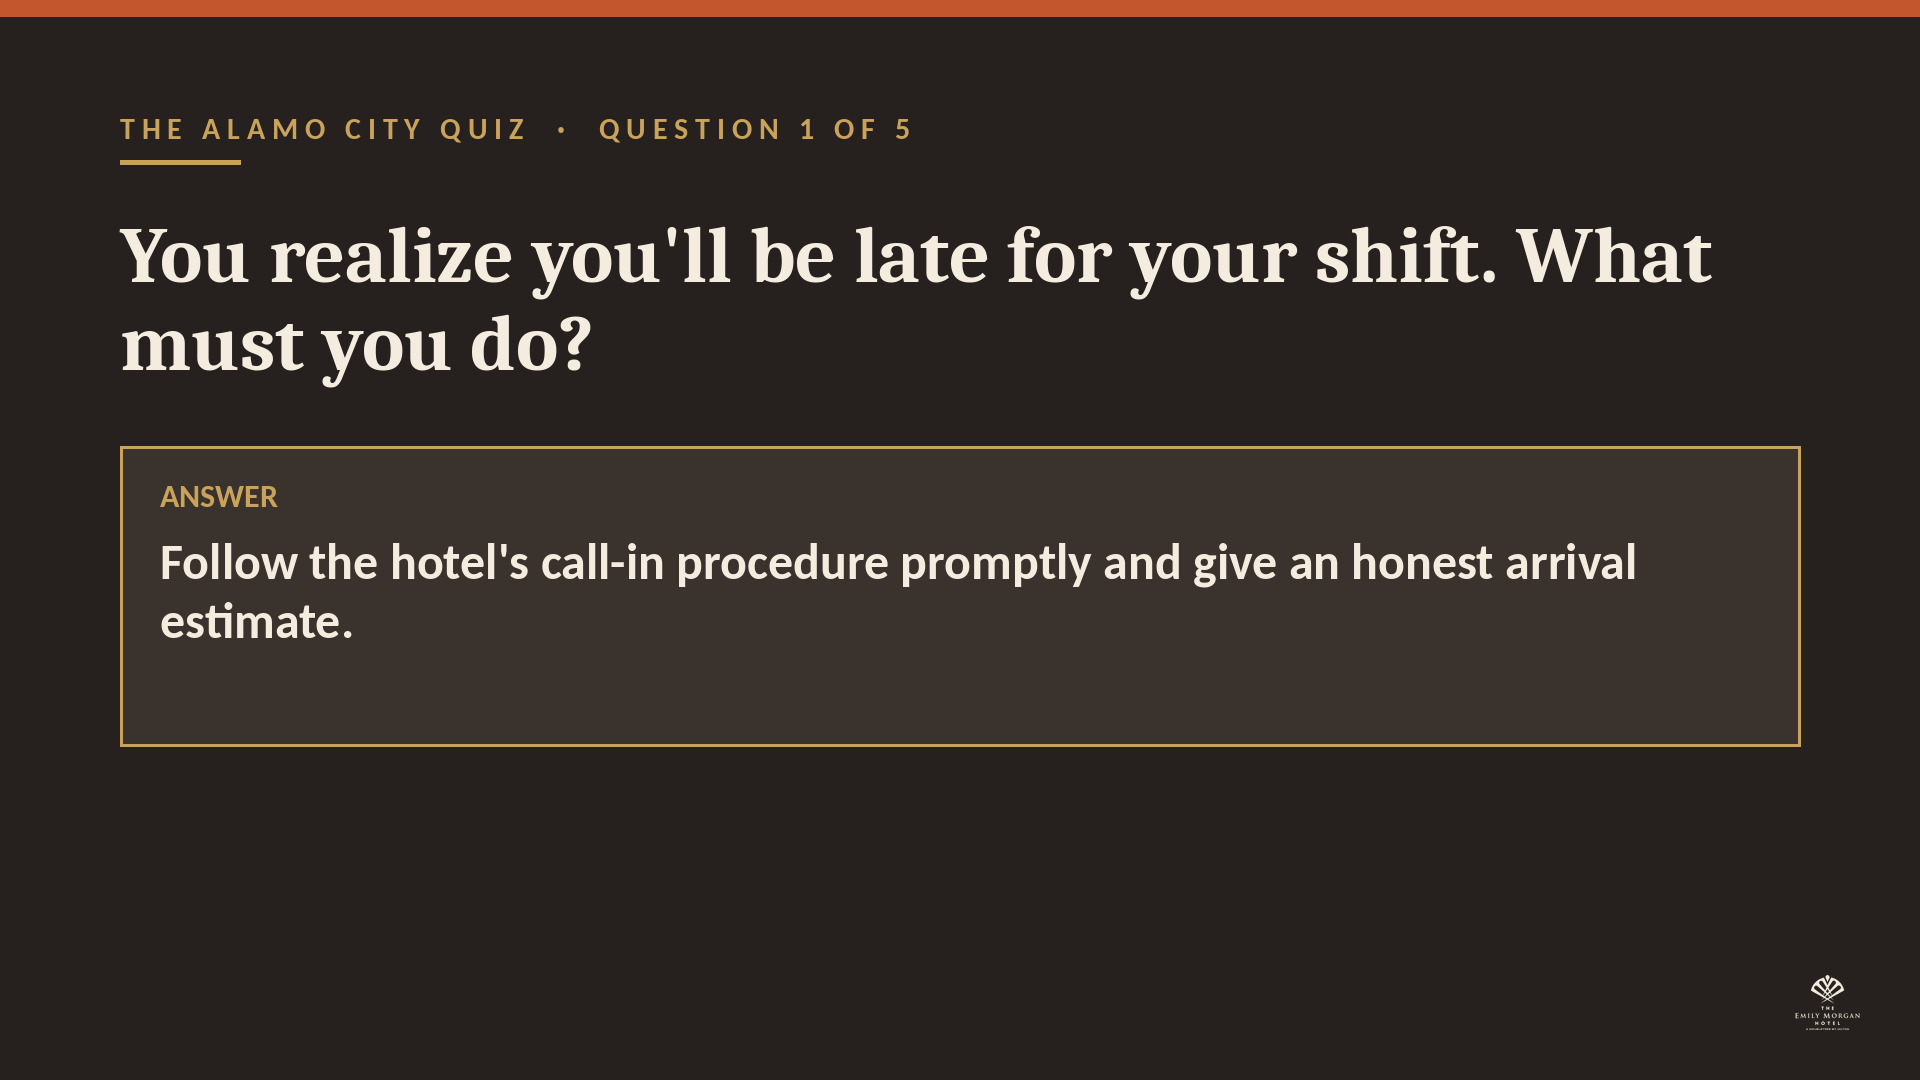 THE ALAMO CITY QUIZ · QUESTION 1 OF 5
You realize you'll be late for your shift. What
must you do?
ANSWER
Follow the hotel's call-in procedure promptly and give an honest arrival
estimate.
THE
EMILY MORGAN
HOTEL